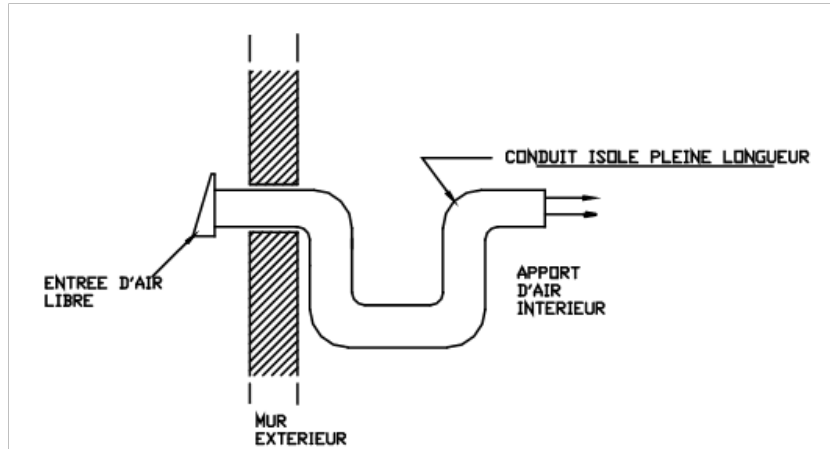 CONDUIT ISOLE PLEINE LONGUEUR
ENTREE D'AIR
LIBRE
APPORT
D'AIR
INTERIEUR
MUR
EXTERIEUR